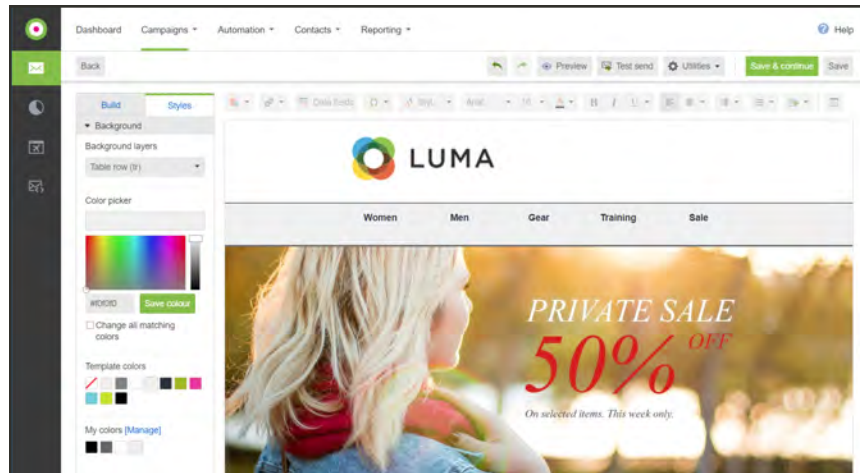 Dashboard Campaigns Automation Contacts Reporting Help
Back Preview Test send Utilities Save & continue Save
Build Styles
Data fields Arial 16 B I U
Background
Background layers
Table row (tr)
Color picker
Save colour
Change all matching
colors
Template colors
My colors [Manage]
LUMA
Women Men Gear Training Sale
PRIVATE SALE
50% OFF
On selected items. This week only.